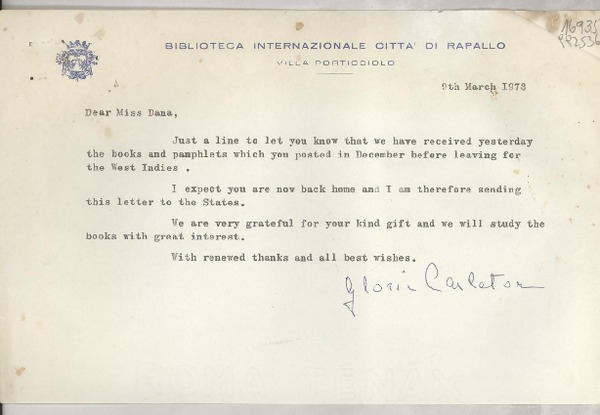 16935
PR2536
BIBLIOTECA INTERNAZIONALE CITTA' DI RAPALLO
VILLA PORTICCIOLO
9th March 1973
Dear Miss Dana,
Just a line to let you know that we have received yesterday
the books and pamphlets which you posted in December before leaving for
the West Indies .
I expect you are now back home and I am therefore sending
this letter to the States.
We are very grateful for your kind gift and we will study the
books with great interest.
With renewed thanks and all best wishes.
Gloria Carleton